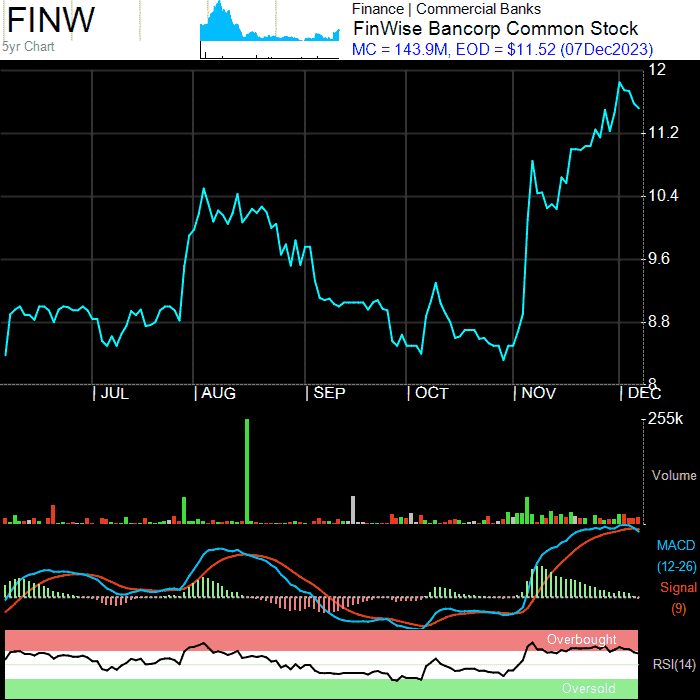 FINW
5yr Chart
Finance | Commercial Banks
FinWise Bancorp Common Stock
MC = 143.9M, EOD = $11.52 (07Dec2023)
12
11.2
10.4
9.6
8.8
8
| JUL | AUG | SEP | OCT | NOV | DEC
255k
Volume
MACD
(12-26)
Signal
(9)
Overbought
RSI(14)
Oversold